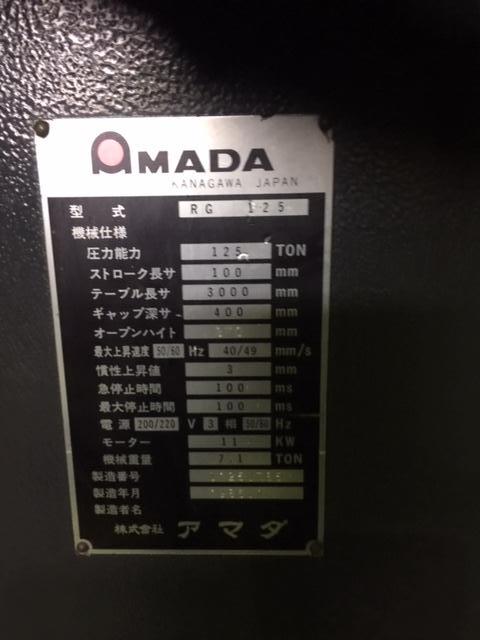 AMADA
KANAGAWA JAPAN
型式 RG 125
機械仕様
圧力能力 125 TON
ストローク長サ 100 mm
テーブル長サ 3000 mm
ギャップ深サ 400 mm
オープンハイト mm
最大上昇速度 50/60 Hz 40/49 mm/s
慣性上昇値 3 mm
急停止時間 100 ms
最大停止時間 100 ms
電源 200/220 V 3 相 50/60 Hz
モーター 11 KW
機械重量 7.1 TON
製造番号
製造年月
製造者名
株式会社 アマダ